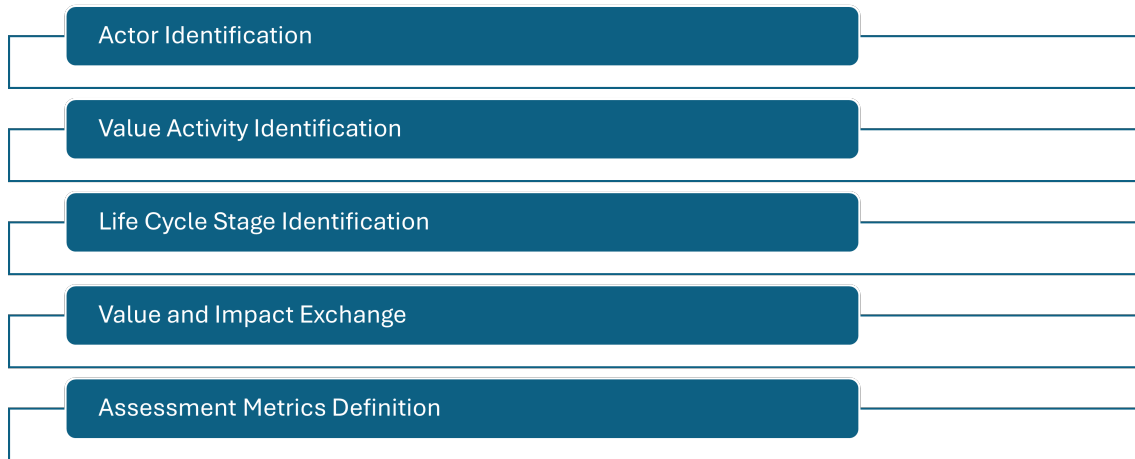 Actor Identification
Value Activity Identification
Life Cycle Stage Identification
Value and Impact Exchange
Assessment Metrics Definition